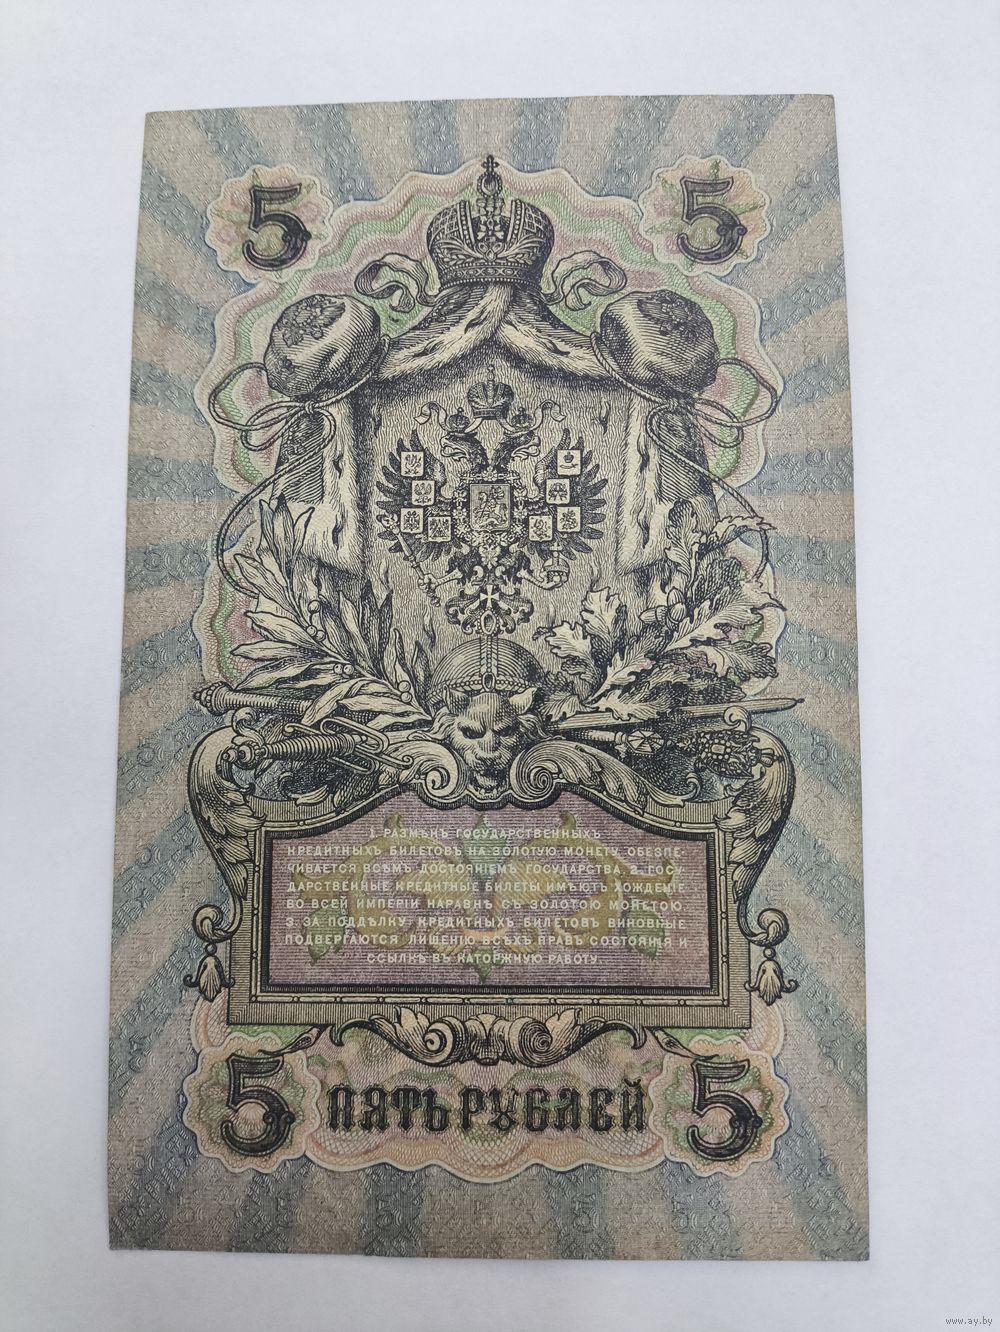 5 5
1. РАЗМѢНЪ ГОСУДАРСТВЕННЫХЪ
КРЕДИТНЫХЪ БИЛЕТОВЪ НА ЗОЛОТУЮ МОНЕТУ ОБЕЗПЕ-
ЧИВАЕТСЯ ВСѢМЪ ДОСТОЯНІЕМЪ ГОСУДАРСТВА. 2. ГОСУ-
ДАРСТВЕННЫЕ КРЕДИТНЫЕ БИЛЕТЫ ИМѢЮТЪ ХОЖДЕНІЕ
ВО ВСЕЙ ИМПЕРІИ НАРАВНѢ СЪ ЗОЛОТОЮ МОНЕТОЮ.
3. ЗА ПОДДѢЛКУ КРЕДИТНЫХЪ БИЛЕТОВЪ ВИНОВНЫЕ
ПОДВЕРГАЮТСЯ ЛИШЕНІЮ ВСѢХЪ ПРАВЪ СОСТОЯНІЯ И
ССЫЛКѢ ВЪ КАТОРЖНУЮ РАБОТУ.
5 ПЯТЬ РУБЛЕЙ 5
www.ay.by